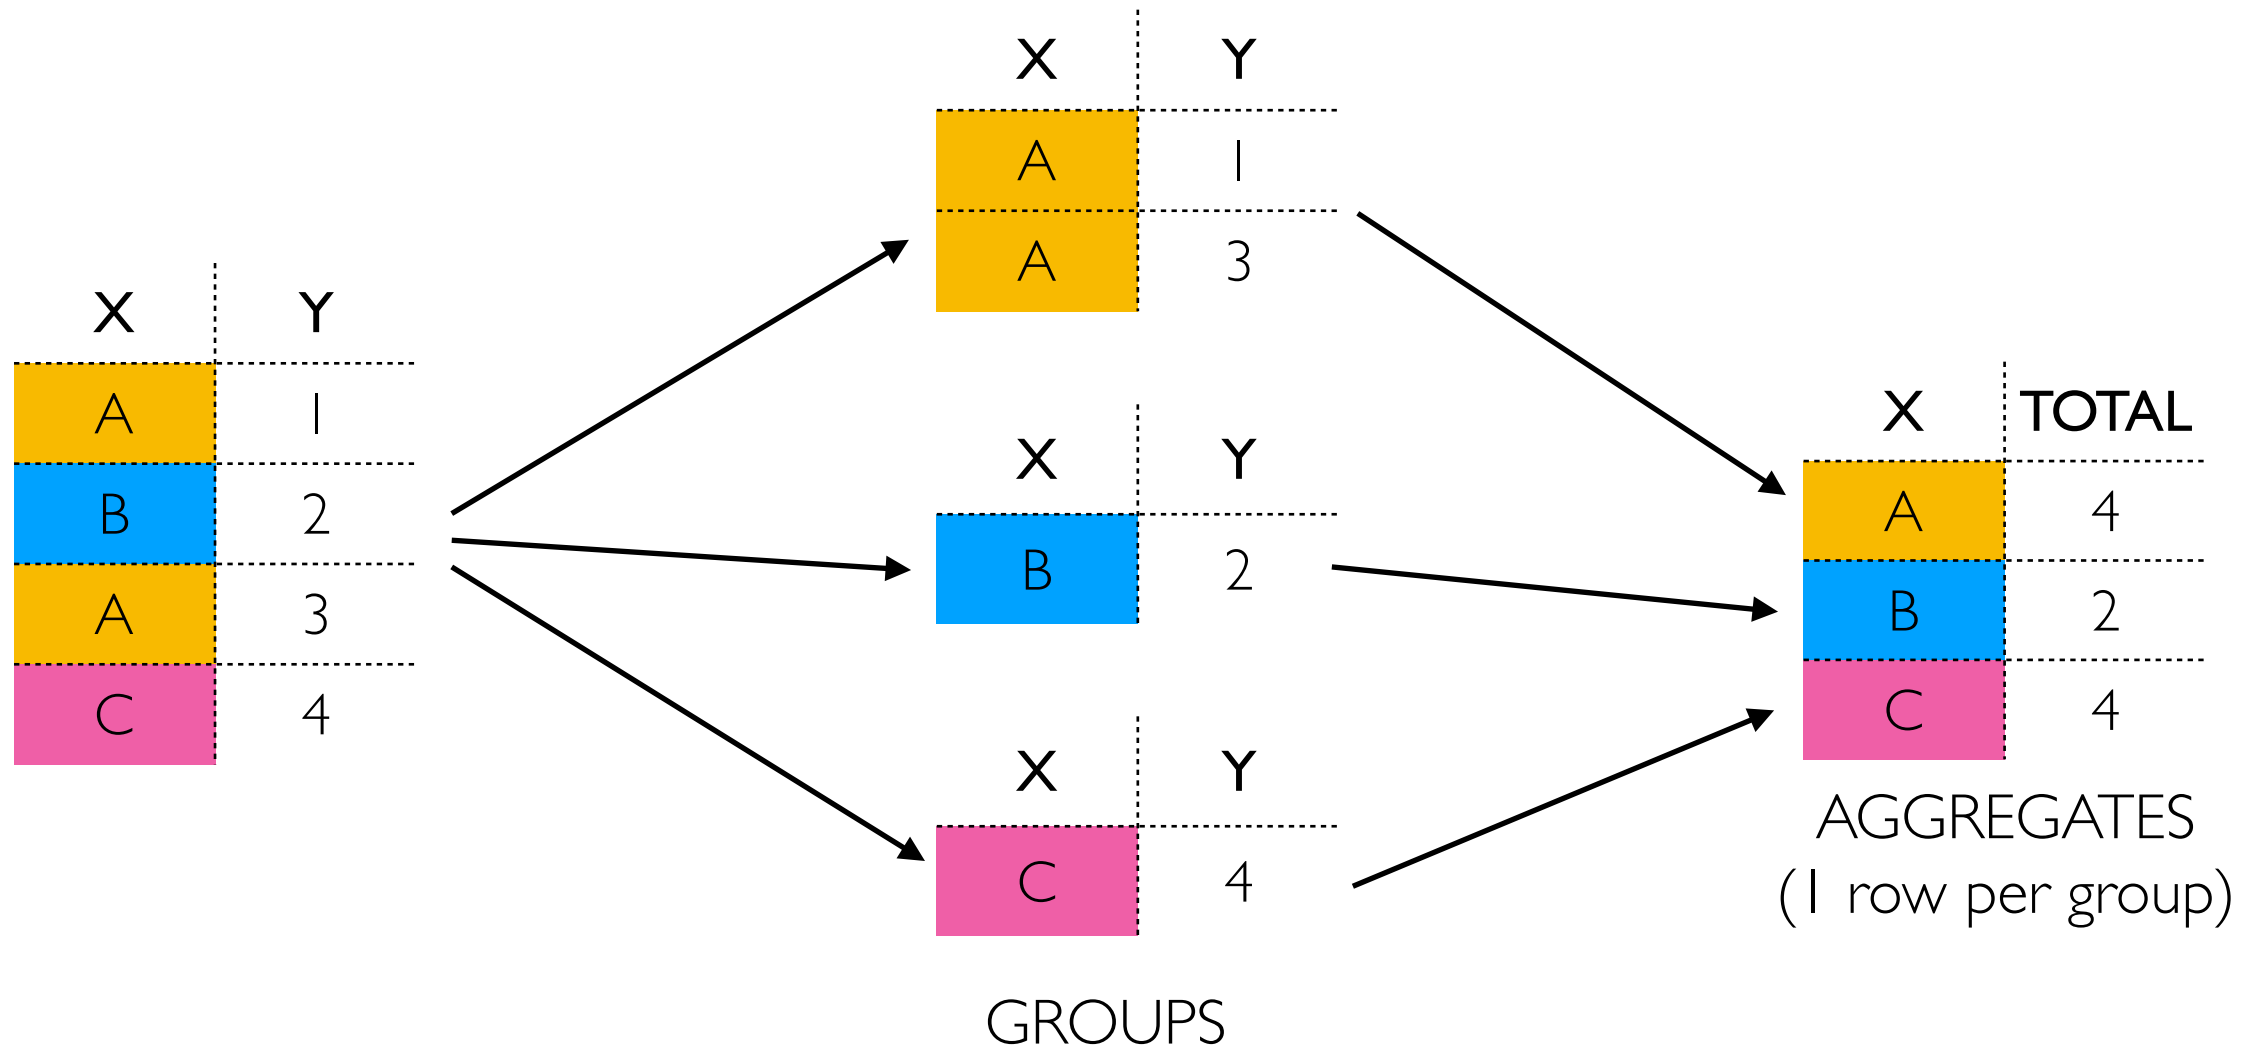 X Y
A 1
B 2
A 3
C 4
X Y
A 1
A 3
X Y
B 2
X Y
C 4
GROUPS
X TOTAL
A 4
B 2
C 4
AGGREGATES
(1 row per group)